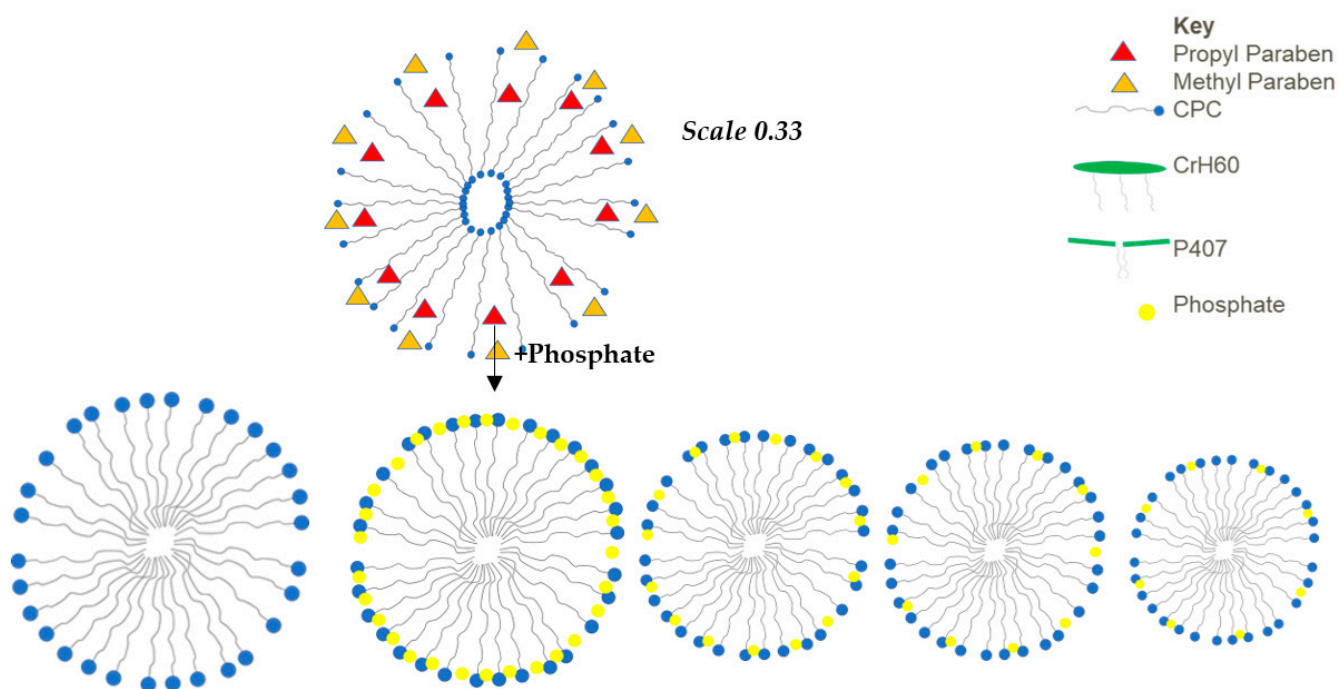 Key
Propyl Paraben
Methyl Paraben
CPC
CrH60
P407
Phosphate
Scale 0.33
+Phosphate